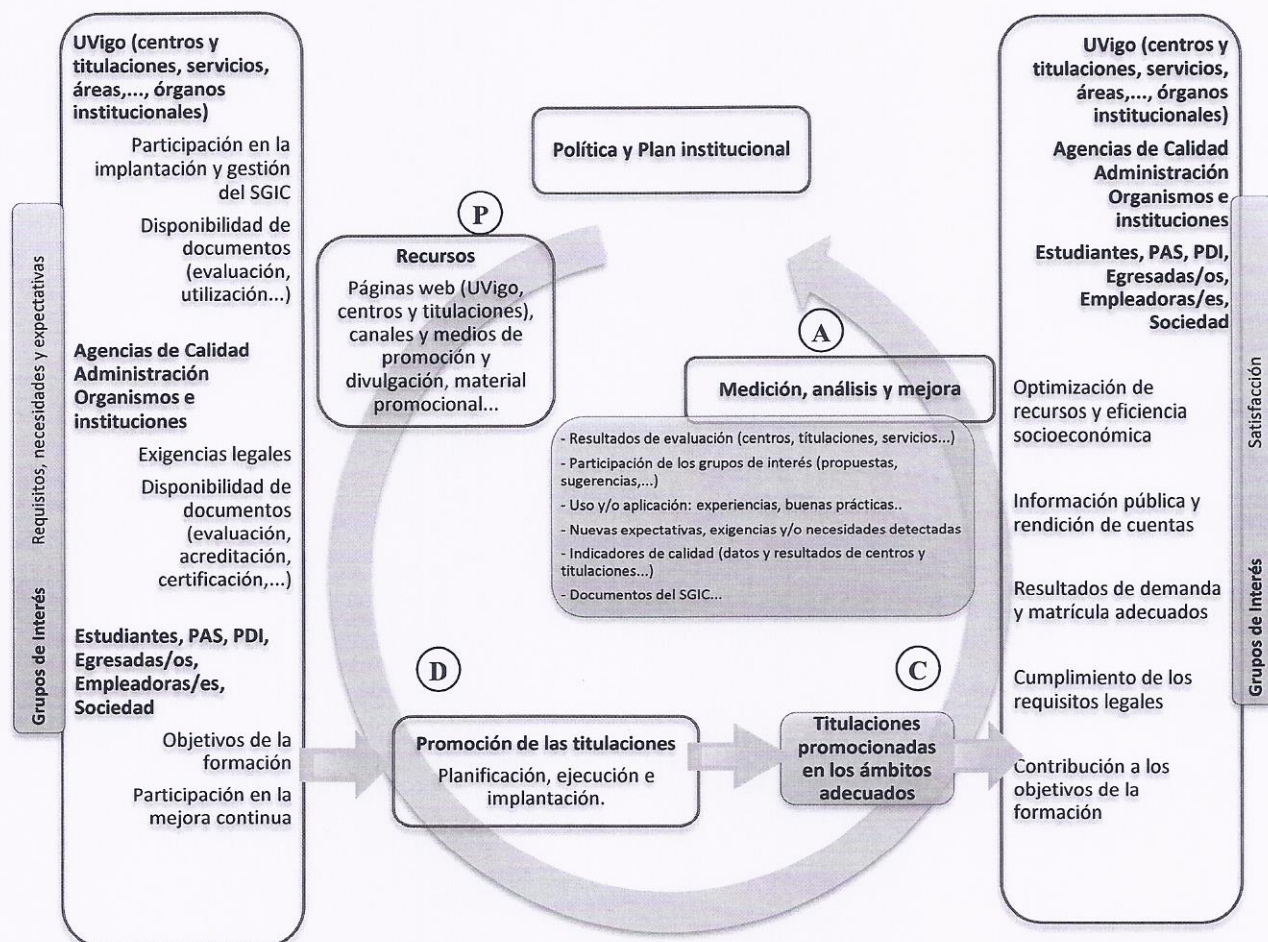 UVigo (centros y
titulaciones, servicios,
áreas,..., órganos
institucionales)
Participación en la
implantación y gestión
del SGIC
Disponibilidad de
documentos
(evaluación,
utilización...)
Agencias de Calidad
Administración
Organismos e
instituciones
Exigencias legales
Disponibilidad de
documentos
(evaluación,
acreditación,
certificación,...)
Estudiantes, PAS, PDI,
Egresadas/os,
Empleadoras/es,
Sociedad
Objetivos de la
formación
Participación en la
mejora continua
Grupos de Interés
Requisitos, necesidades y expectativas
Política y Plan institucional
P
Recursos
Páginas web (UVigo,
centros y titulaciones),
canales y medios de
promoción y
divulgación, material
promocional...
A
Medición, análisis y mejora
- Resultados de evaluación (centros, títulaciones, servicios...)
- Participación de los grupos de interés (propuestas,
sugerencias,...)
- Uso y/o aplicación: experiencias, buenas prácticas..
- Nuevas expectativas, exigencias y/o necesidades detectadas
- Indicadores de calidad (datos y resultados de centros y
titulaciones...)
- Documentos del SGIC...
D
Promoción de las titulaciones
Planificación, ejecución e
implantación.
C
Titulaciones
promocionadas
en los ámbitos
adecuados
UVigo (centros y
titulaciones, servicios,
áreas,..., órganos
institucionales)
Agencias de Calidad
Administración
Organismos e
instituciones
Estudiantes, PAS, PDI,
Egresadas/os,
Empleadoras/es,
Sociedad
Optimización de
recursos y eficiencia
socioeconómica
Información pública y
rendición de cuentas
Resultados de demanda
y matrícula adecuados
Cumplimiento de los
requisitos legales
Contribución a los
objetivos de la
formación
Grupos de Interés
Satisfacción